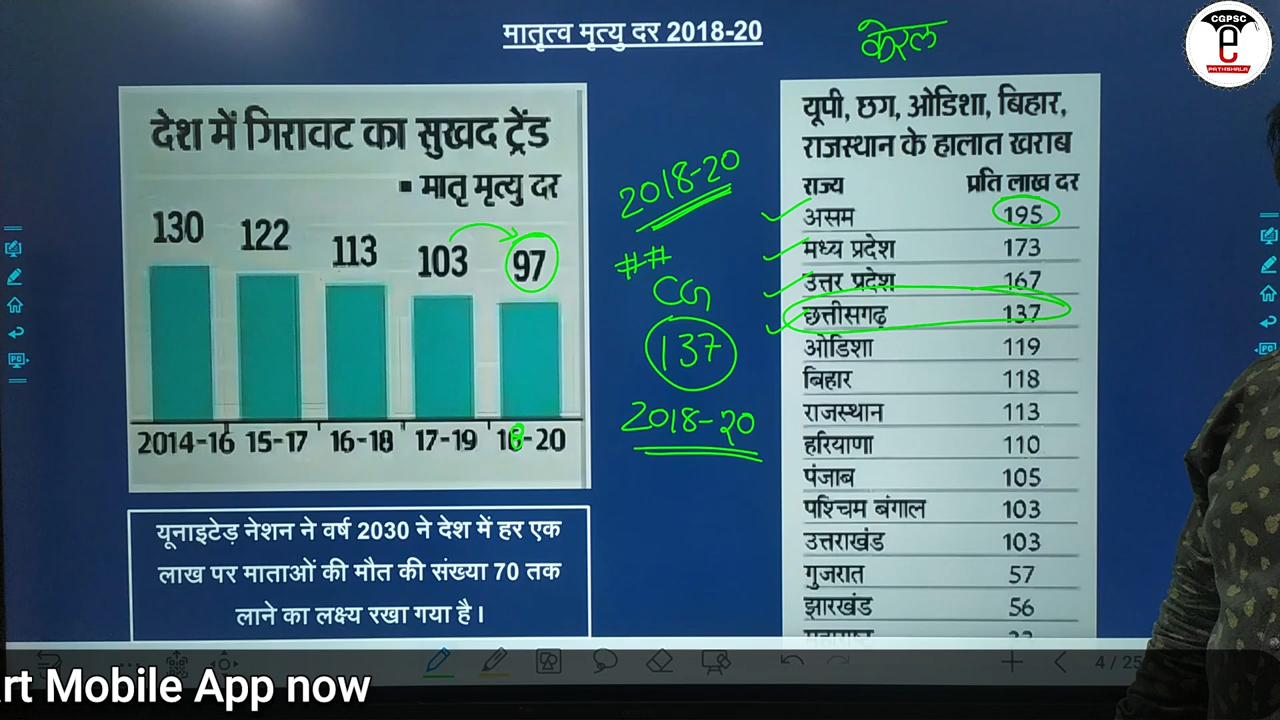 मातृत्व मृत्यु दर 2018-20
केरल
CGPSC
e
PATHSHALA
देश में गिरावट का सुखद ट्रेंड
▪ मातृ मृत्यु दर
130 122 113 103 97
2014-16 15-17 16-18 17-19 18-20
यूनाइटेड़ नेशन ने वर्ष 2030 ने देश में हर एक
लाख पर माताओं की मौत की संख्या 70 तक
लाने का लक्ष्य रखा गया है।
2018-20
##
CG
137
2018-20
यूपी, छग, ओडिशा, बिहार,
राजस्थान के हालात खराब
राज्य प्रति लाख दर
असम 195
मध्य प्रदेश 173
उत्तर प्रदेश 167
छत्तीसगढ़ 137
ओडिशा 119
बिहार 118
राजस्थान 113
हरियाणा 110
पंजाब 105
पश्चिम बंगाल 103
उत्तराखंड 103
गुजरात 57
झारखंड 56
4 / 25
rt Mobile App now